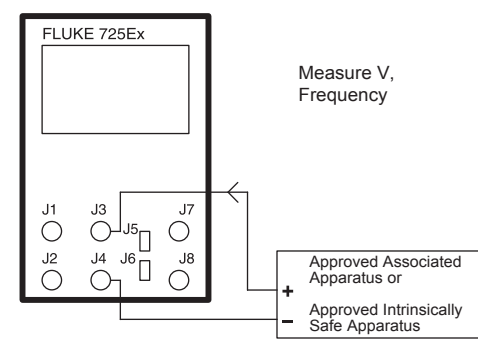 FLUKE 725Ex
Measure V,
Frequency
J1 J3 J7
J5
J2 J4 J6 J8
Approved Associated
Apparatus or
+
Approved Intrinsically
– Safe Apparatus